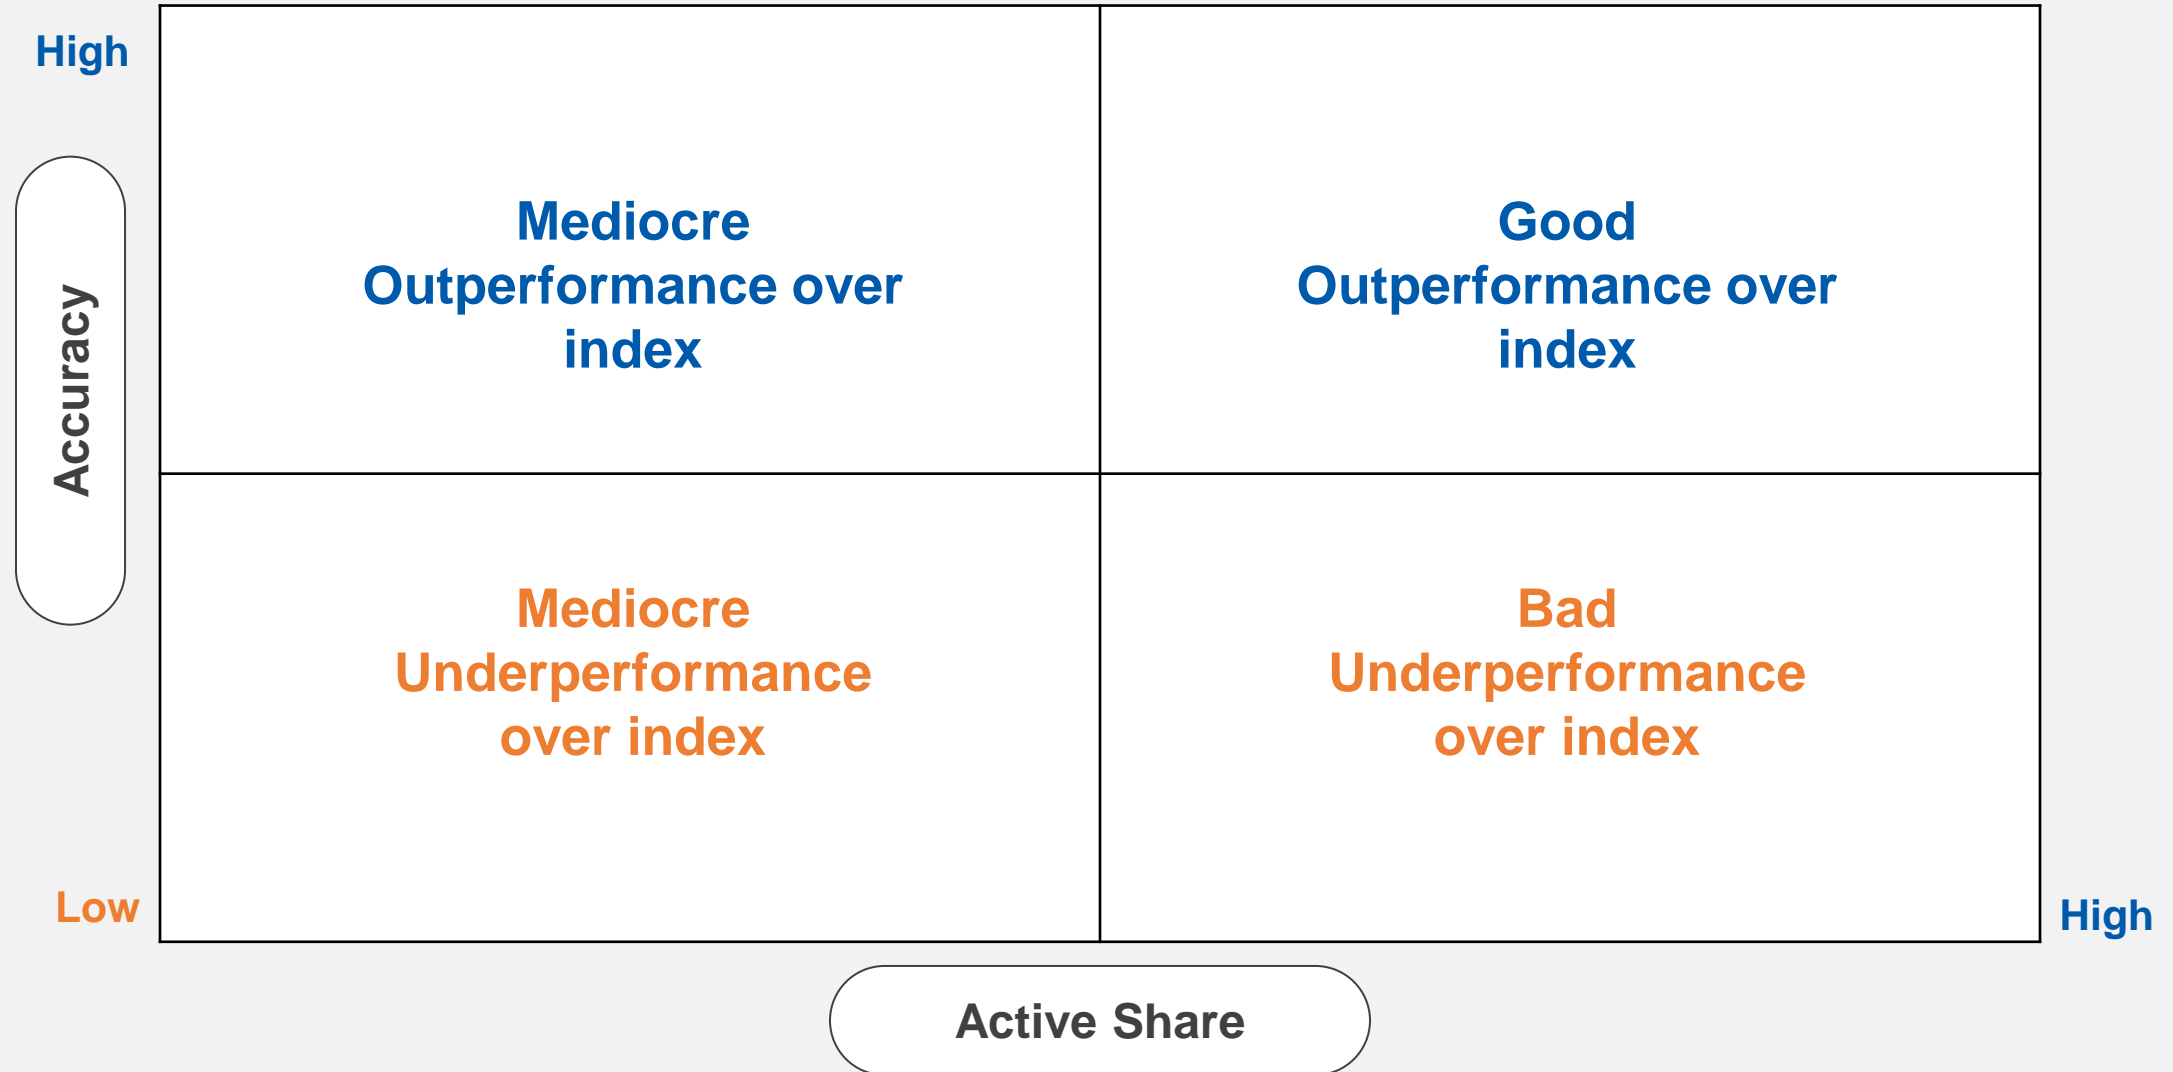 High
Accuracy
Mediocre
Outperformance over
index
Good
Outperformance over
index
Mediocre
Underperformance
over index
Bad
Underperformance
over index
Low
High
Active Share